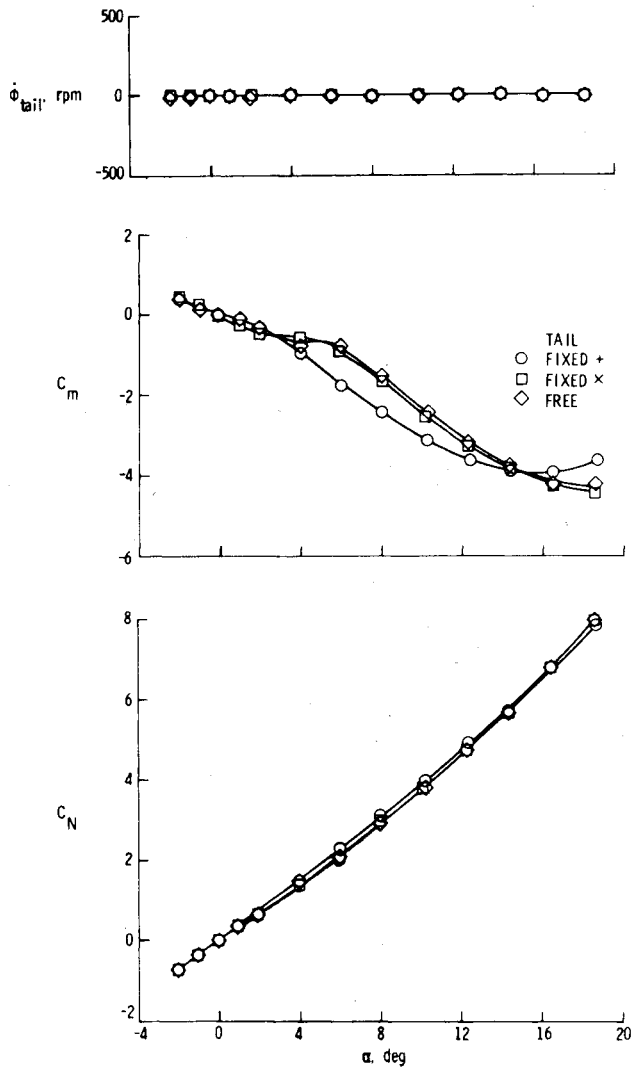 500
0
-500
φ̇tail, rpm
2
0
-2
-4
-6
Cm
TAIL
FIXED +
FIXED ×
FREE
8
6
4
2
0
-2
CN
-4 0 4 8 12 16 20
α, deg